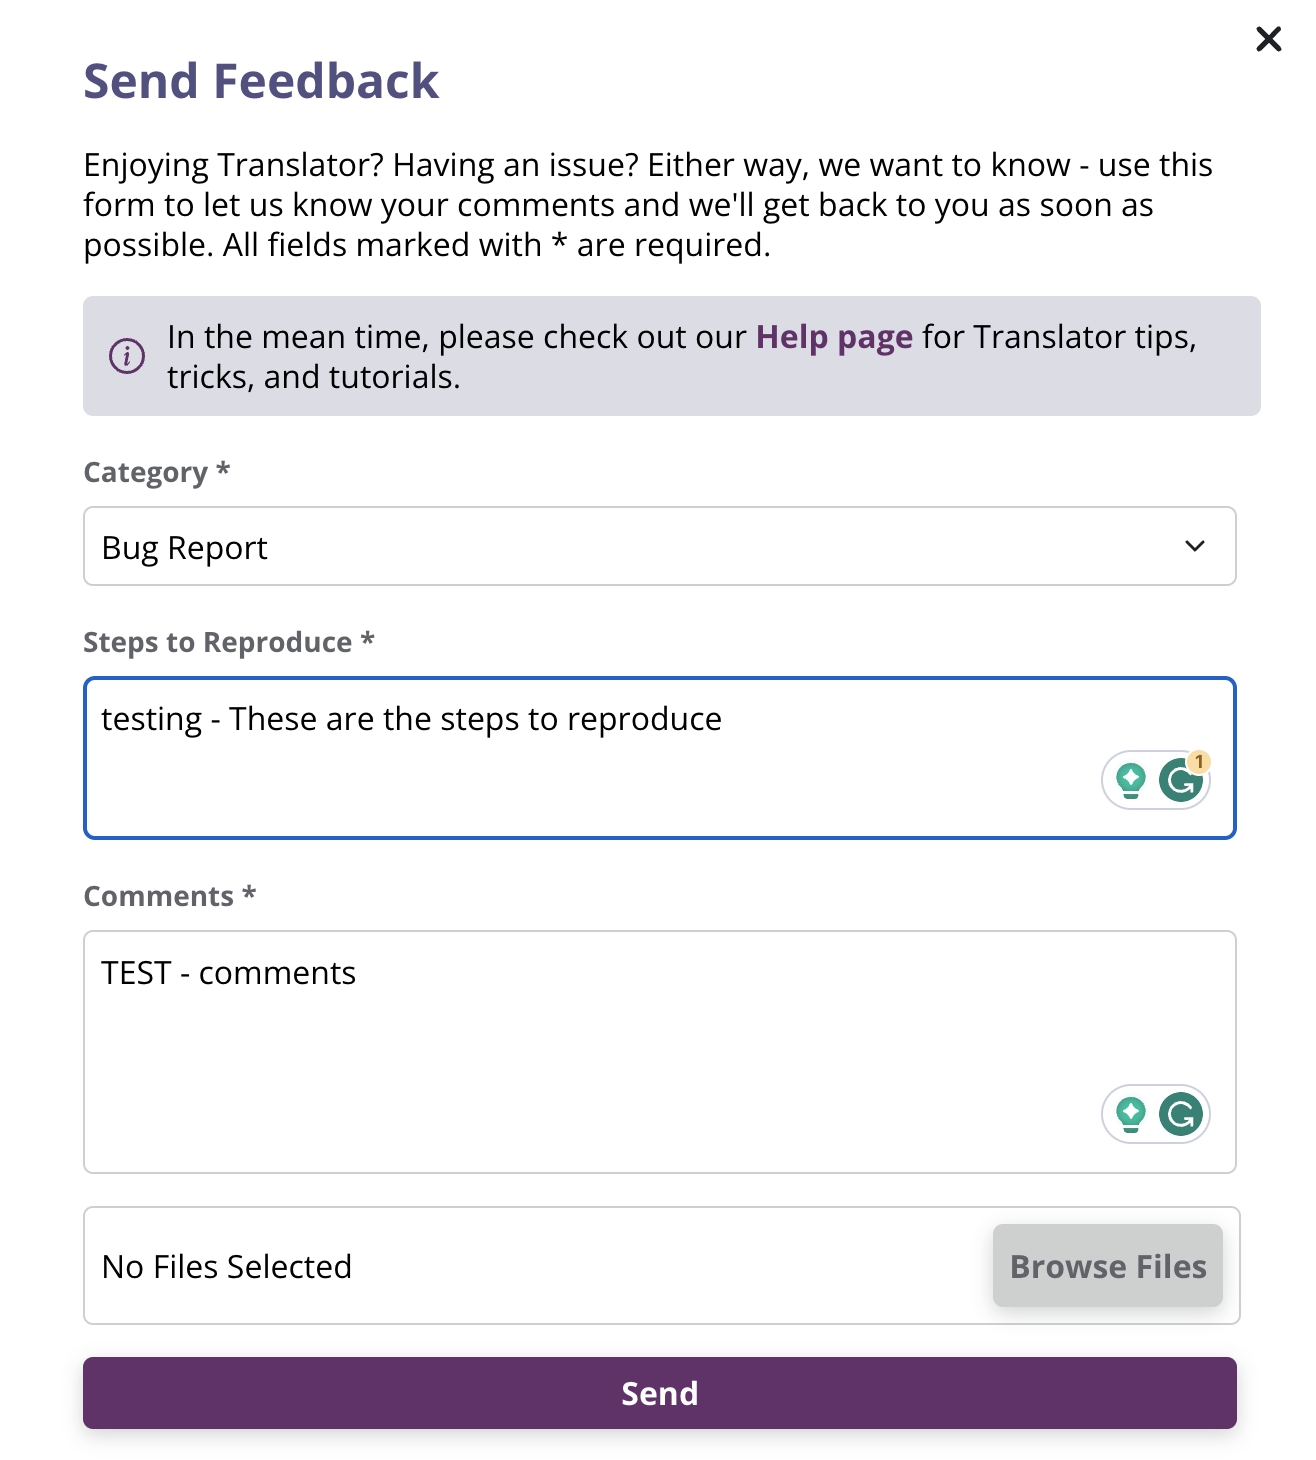 Send Feedback
Enjoying Translator? Having an issue? Either way, we want to know - use this
form to let us know your comments and we'll get back to you as soon as
possible. All fields marked with * are required.
In the mean time, please check out our Help page for Translator tips,
tricks, and tutorials.
Category *
Bug Report
Steps to Reproduce *
testing - These are the steps to reproduce
1
Comments *
TEST - comments
No Files Selected
Browse Files
Send